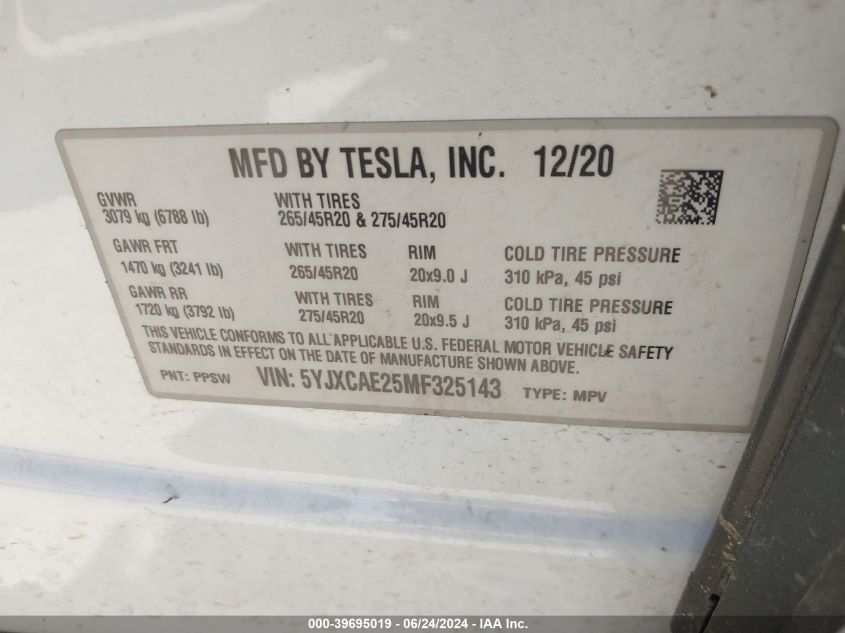 MFD BY TESLA, INC. 12/20
GVWR WITH TIRES
3079 kg (6788 lb) 265/45R20 & 275/45R20
GAWR FRT WITH TIRES RIM COLD TIRE PRESSURE
1470 kg (3241 lb) 265/45R20 20x9.0 J 310 kPa, 45 psi
GAWR RR WITH TIRES RIM COLD TIRE PRESSURE
1720 kg (3792 lb) 275/45R20 20x9.5 J 310 kPa, 45 psi
THIS VEHICLE CONFORMS TO ALL APPLICABLE U.S. FEDERAL MOTOR VEHICLE SAFETY
STANDARDS IN EFFECT ON THE DATE OF MANUFACTURE SHOWN ABOVE.
PNT: PPSW VIN: 5YJXCAE25MF325143 TYPE: MPV
000-39695019 - 06/24/2024 - IAA Inc.